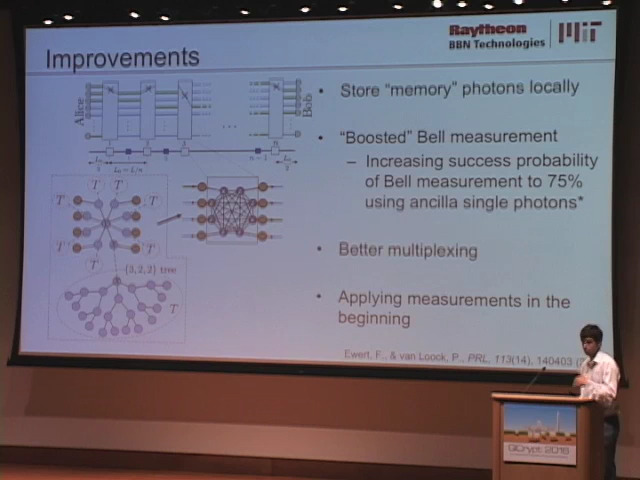 Improvements
Raytheon
BBN Technologies
MIT
Alice
Bob
• Store "memory" photons locally
• "Boosted" Bell measurement
– Increasing success probability
of Bell measurement to 75%
using ancilla single photons*
• Better multiplexing
• Applying measurements in the
beginning
{3, 2, 2} tree
T
Ewert, F., & van Loock, P., PRL, 113(14), 140403
QCrypt 2016